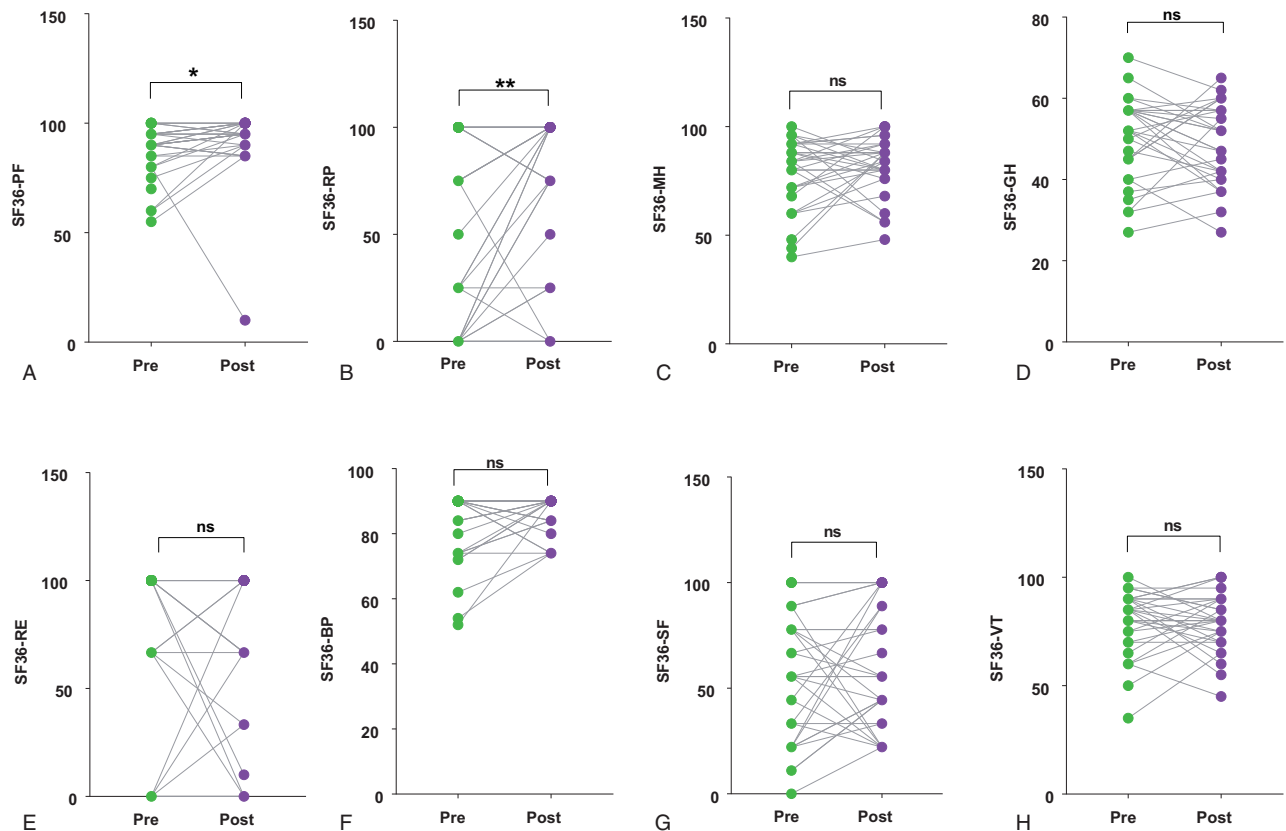 150
100
50
0
SF36-PF
*
Pre
Post
A
150
100
50
0
SF36-RP
**
Pre
Post
B
150
100
50
0
SF36-MH
ns
Pre
Post
C
80
60
40
20
0
SF36-GH
ns
Pre
Post
D
150
100
50
0
SF36-RE
ns
Pre
Post
E
100
80
60
40
20
0
SF36-BP
ns
Pre
Post
F
150
100
50
0
SF36-SF
ns
Pre
Post
G
150
100
50
0
SF36-VT
ns
Pre
Post
H